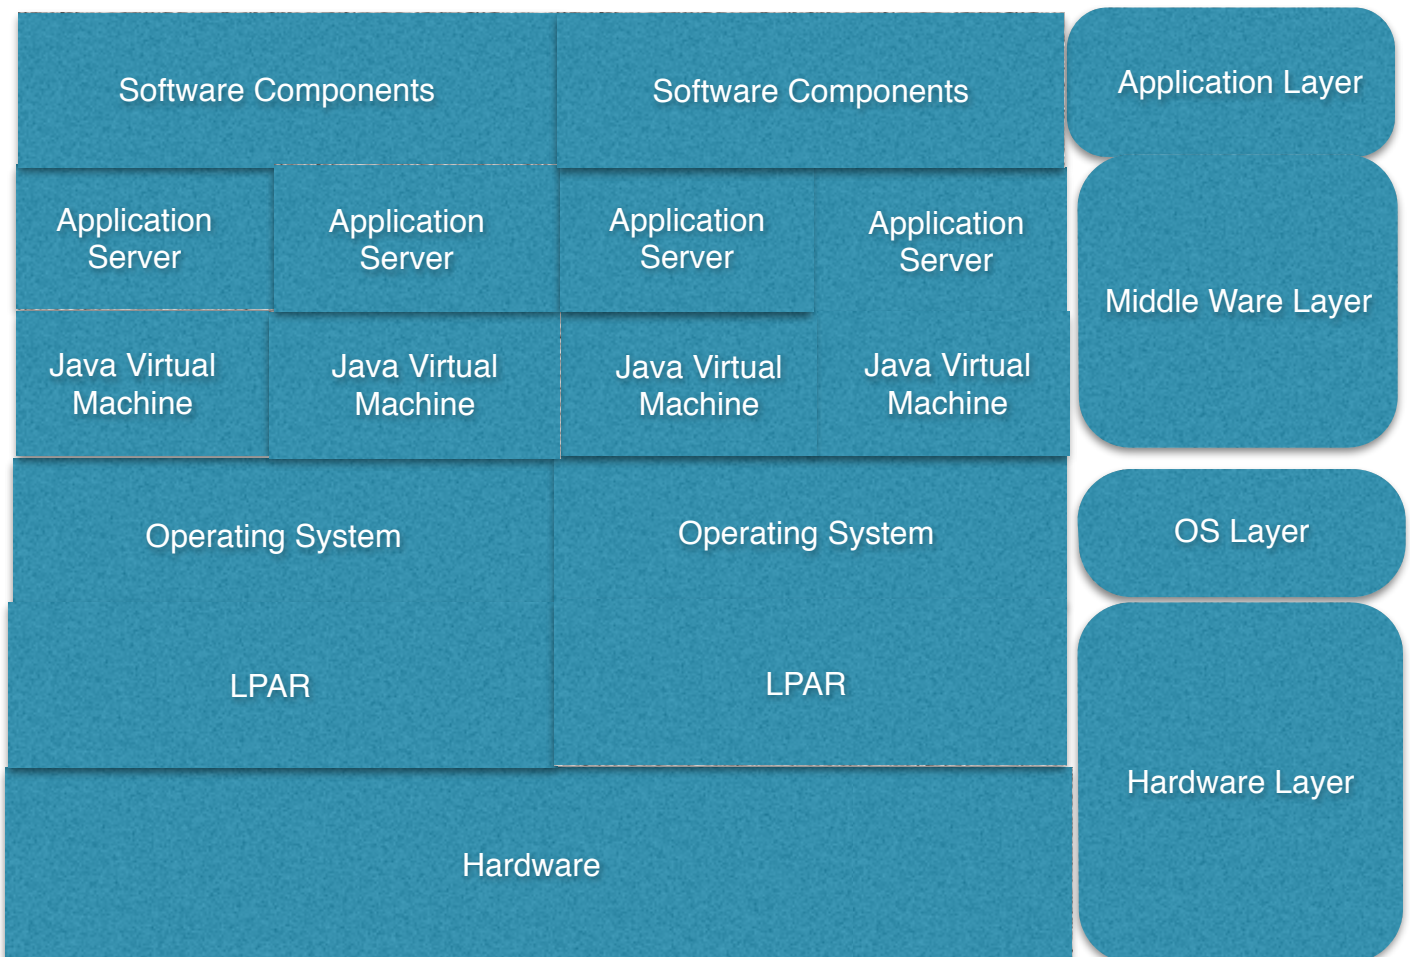 Software Components
Software Components
Application Layer
Application
Server
Application
Server
Application
Server
Application
Server
Middle Ware Layer
Java Virtual
Machine
Java Virtual
Machine
Java Virtual
Machine
Java Virtual
Machine
Operating System
Operating System
OS Layer
LPAR
LPAR
Hardware Layer
Hardware